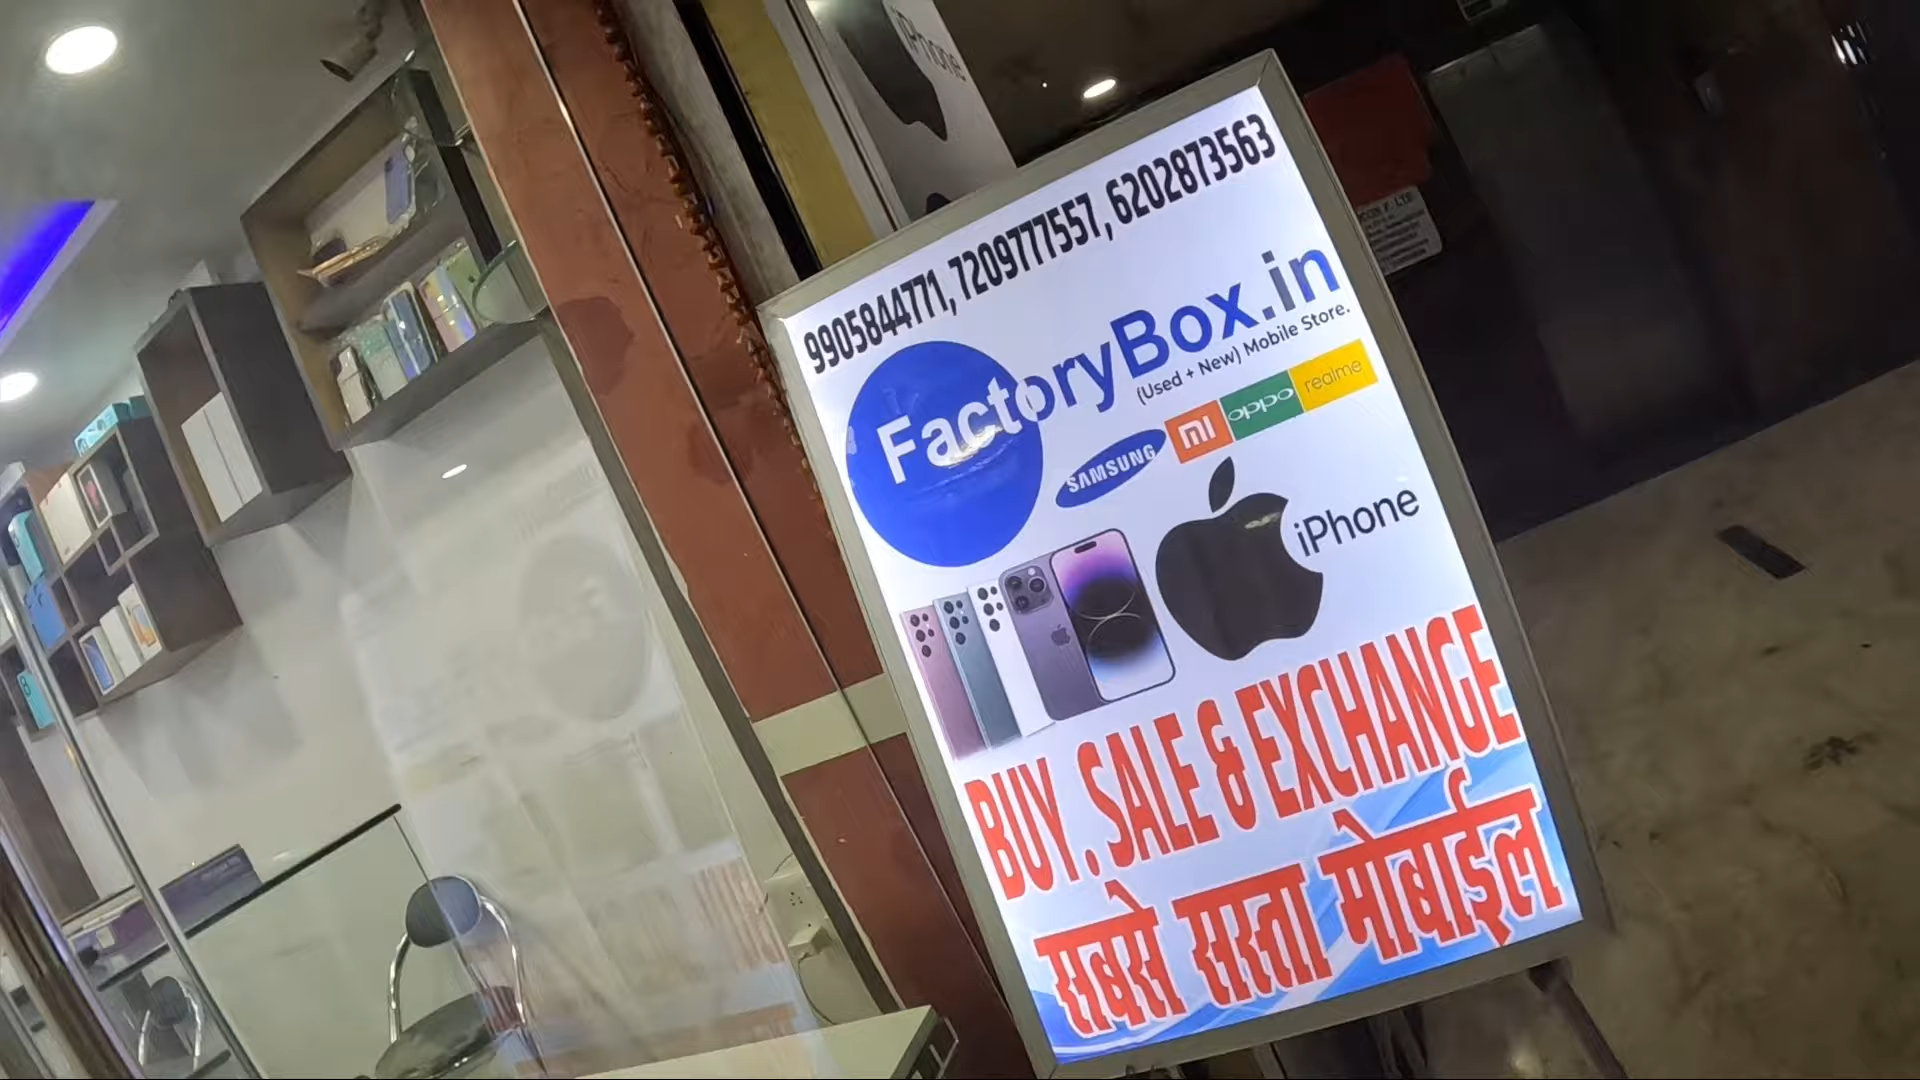 iPhone
9905844771, 7209777557, 6202873563
FactoryBox.in
(Used + New) Mobile Store.
SAMSUNG mi oppo realme
iPhone
BUY. SALE & EXCHANGE
सबसे सस्ता मोबाईल